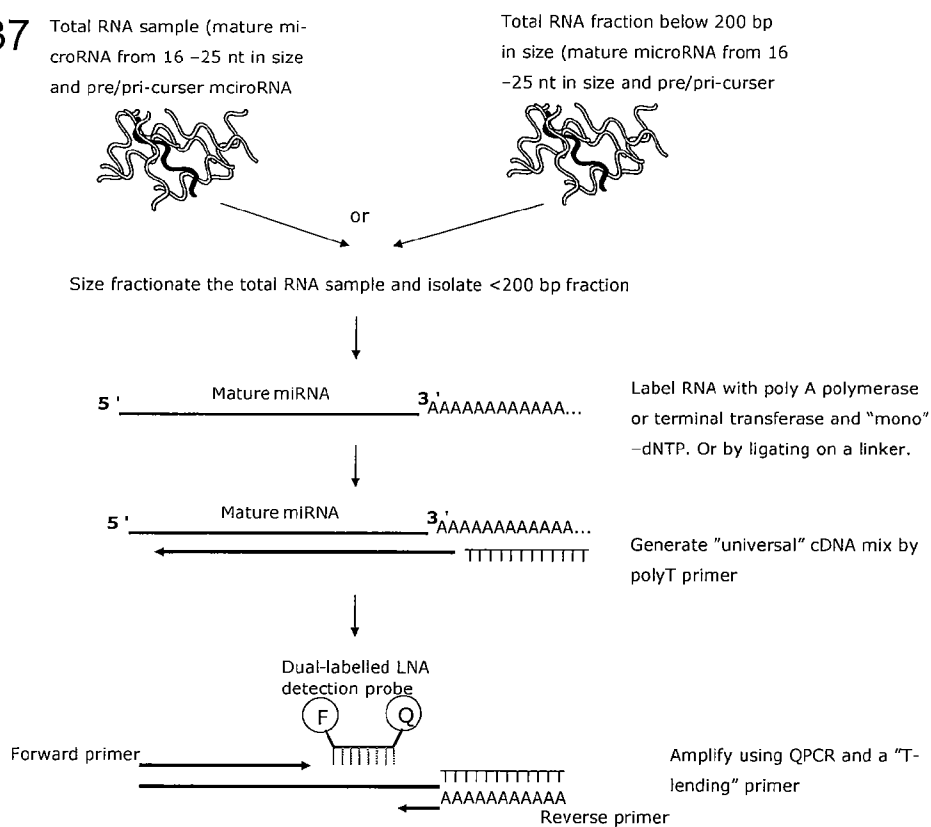 37
Total RNA sample (mature mi-
croRNA from 16 –25 nt in size
and pre/pri-curser mciroRNA
Total RNA fraction below 200 bp
in size (mature microRNA from 16
–25 nt in size and pre/pri-curser
or
Size fractionate the total RNA sample and isolate <200 bp fraction
5' Mature miRNA 3' AAAAAAAAAAAA...
Label RNA with poly A polymerase
or terminal transferase and "mono"
–dNTP. Or by ligating on a linker.
5' Mature miRNA 3' AAAAAAAAAAAA...
TTTTTTTTTTT
Generate "universal" cDNA mix by
polyT primer
Dual-labelled LNA
detection probe
F Q
Forward primer
Amplify using QPCR and a "T-
lending" primer
TTTTTTTTTTT
AAAAAAAAAAA
Reverse primer